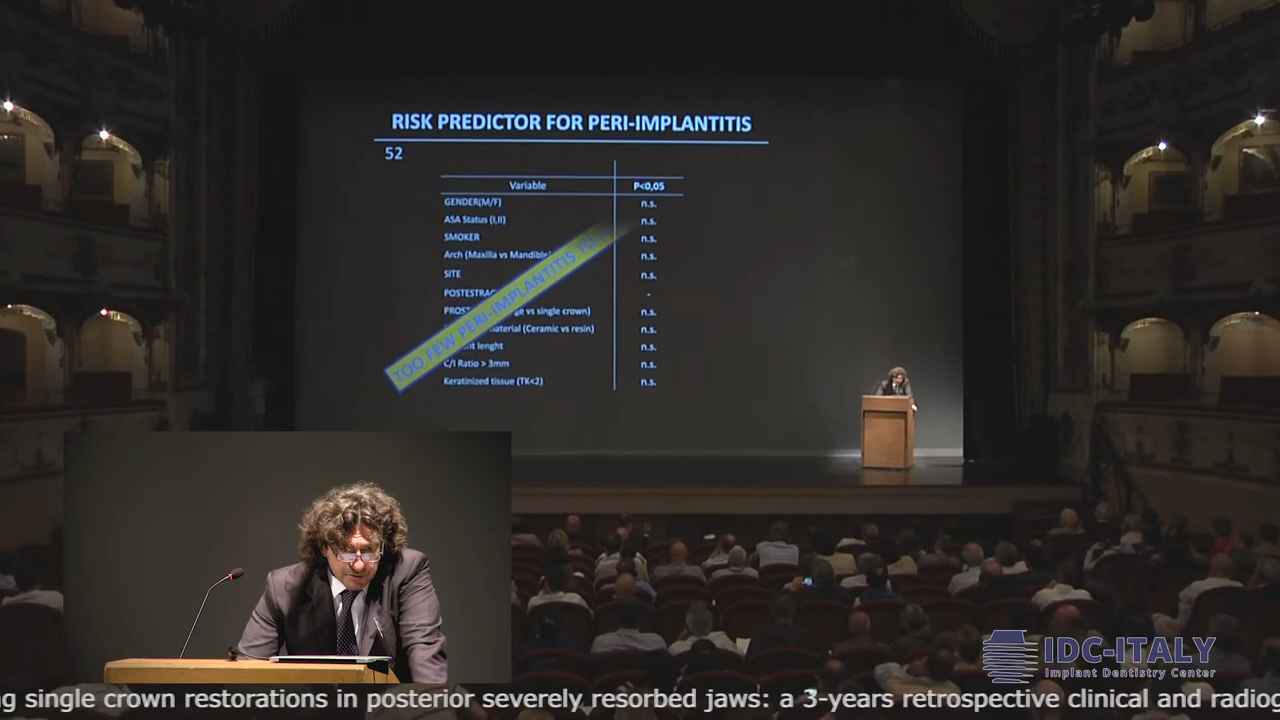 RISK PREDICTOR FOR PERI-IMPLANTITIS
52
Variable P<0,05
GENDER(M/F) n.s.
ASA Status (I,II) n.s.
SMOKER n.s.
Arch (Maxilla vs Mandible n.s.
SITE n.s.
-
vs single crown) n.s.
material (Ceramic vs resin) n.s.
lenght n.s.
C/I Ratio > 3mm n.s.
Keratinized tissue (TK<2) n.s.
TOO FEW PERI-IMPLANTITIS
IDC-ITALY
Implant Dentistry Center
single crown restorations in posterior severely resorbed jaws: a 3-years retrospective clinical and